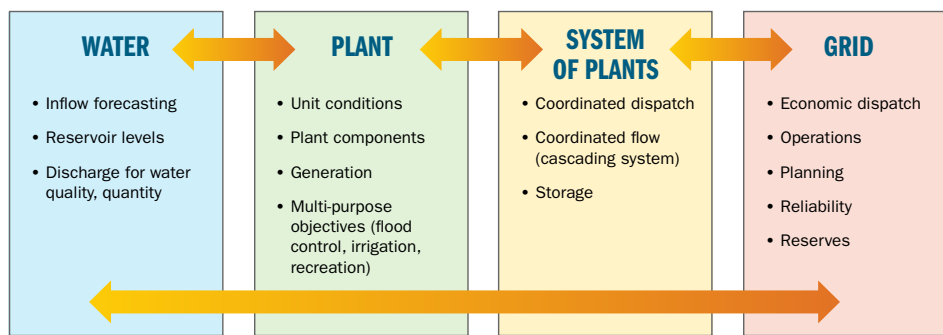 WATER
• Inflow forecasting
• Reservoir levels
• Discharge for water
quality, quantity
PLANT
• Unit conditions
• Plant components
• Generation
• Multi-purpose
objectives (flood
control, irrigation,
recreation)
SYSTEM
OF PLANTS
• Coordinated dispatch
• Coordinated flow
(cascading system)
• Storage
GRID
• Economic dispatch
• Operations
• Planning
• Reliability
• Reserves